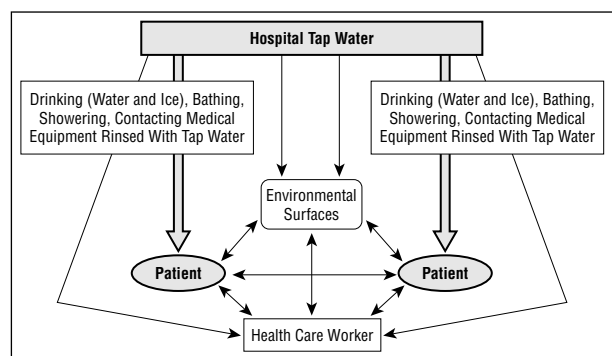 Hospital Tap Water
Drinking (Water and Ice), Bathing,
Showering, Contacting Medical
Equipment Rinsed With Tap Water
Drinking (Water and Ice), Bathing,
Showering, Contacting Medical
Equipment Rinsed With Tap Water
Environmental
Surfaces
Patient
Patient
Health Care Worker